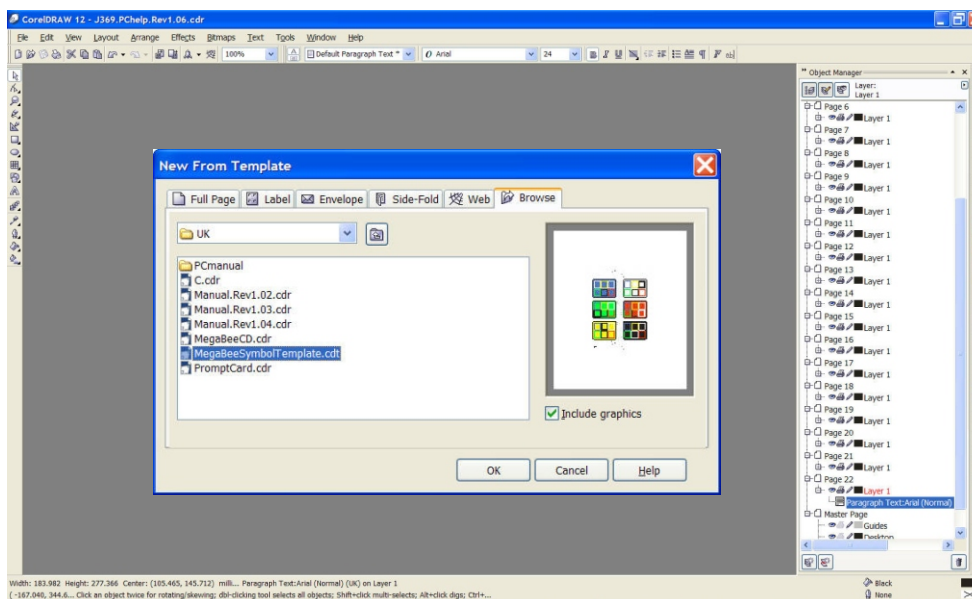 CorelDRAW 12 - J369.PChelp.Rev1.06.cdr
File Edit View Layout Arrange Effects Bitmaps Text Tools Window Help
100% Default Paragraph Text * O Arial 24
Object Manager
Layer:
Layer 1
Page 6
Layer 1
Page 7
Layer 1
Page 8
Layer 1
Page 9
Layer 1
Page 10
Layer 1
Page 11
Layer 1
Page 12
Layer 1
Page 13
Layer 1
Page 14
Layer 1
Page 15
Layer 1
Page 16
Layer 1
Page 17
Layer 1
Page 18
Layer 1
Page 19
Layer 1
Page 20
Layer 1
Page 21
Layer 1
Page 22
Layer 1
Paragraph Text:Arial (Normal)
Master Page
Guides
Desktop
New From Template
Full Page Label Envelope Side-Fold Web Browse
UK
PCmanual
C.cdr
Manual.Rev1.02.cdr
Manual.Rev1.03.cdr
Manual.Rev1.04.cdr
MegaBeeCD.cdr
MegaBeeSymbolTemplate.cdt
PromptCard.cdr
Include graphics
OK Cancel Help
Width: 183.982 Height: 277.366 Center: (105.465, 145.712) milli... Paragraph Text:Arial (Normal) (UK) on Layer 1 Black
( -167.040, 344.6... Click an object twice for rotating/skewing; dbl-clicking tool selects all objects; Shift+click multi-selects; Alt+click digs; Ctrl+... None